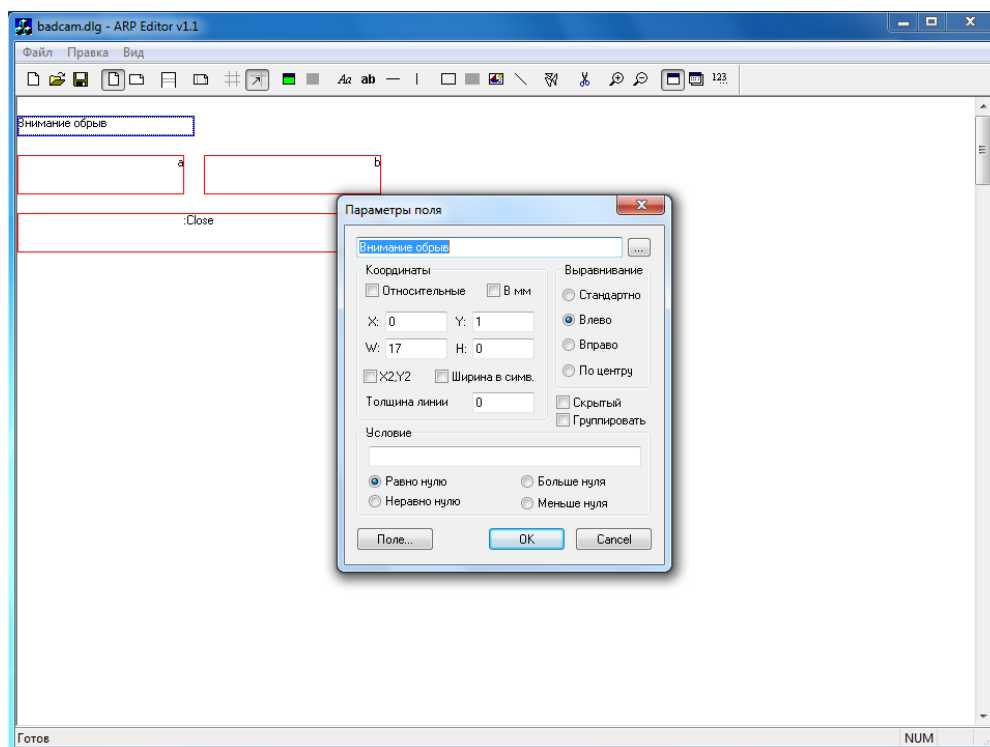 badcam.dlg - ARP Editor v1.1
Файл Правка Вид
Aa ab 123
Внимание обрыв
a b
:Close
Параметры поля
Внимание обрыв ...
Координаты
Относительные В мм
X: 0 Y: 1
W: 17 H: 0
X2,Y2 Ширина в симв.
Толщина линии 0
Выравнивание
Стандартно
Влево
Вправо
По центру
Скрытый
Группировать
Условие
Равно нулю Больше нуля
Неравно нулю Меньше нуля
Поле... OK Cancel
Готов NUM